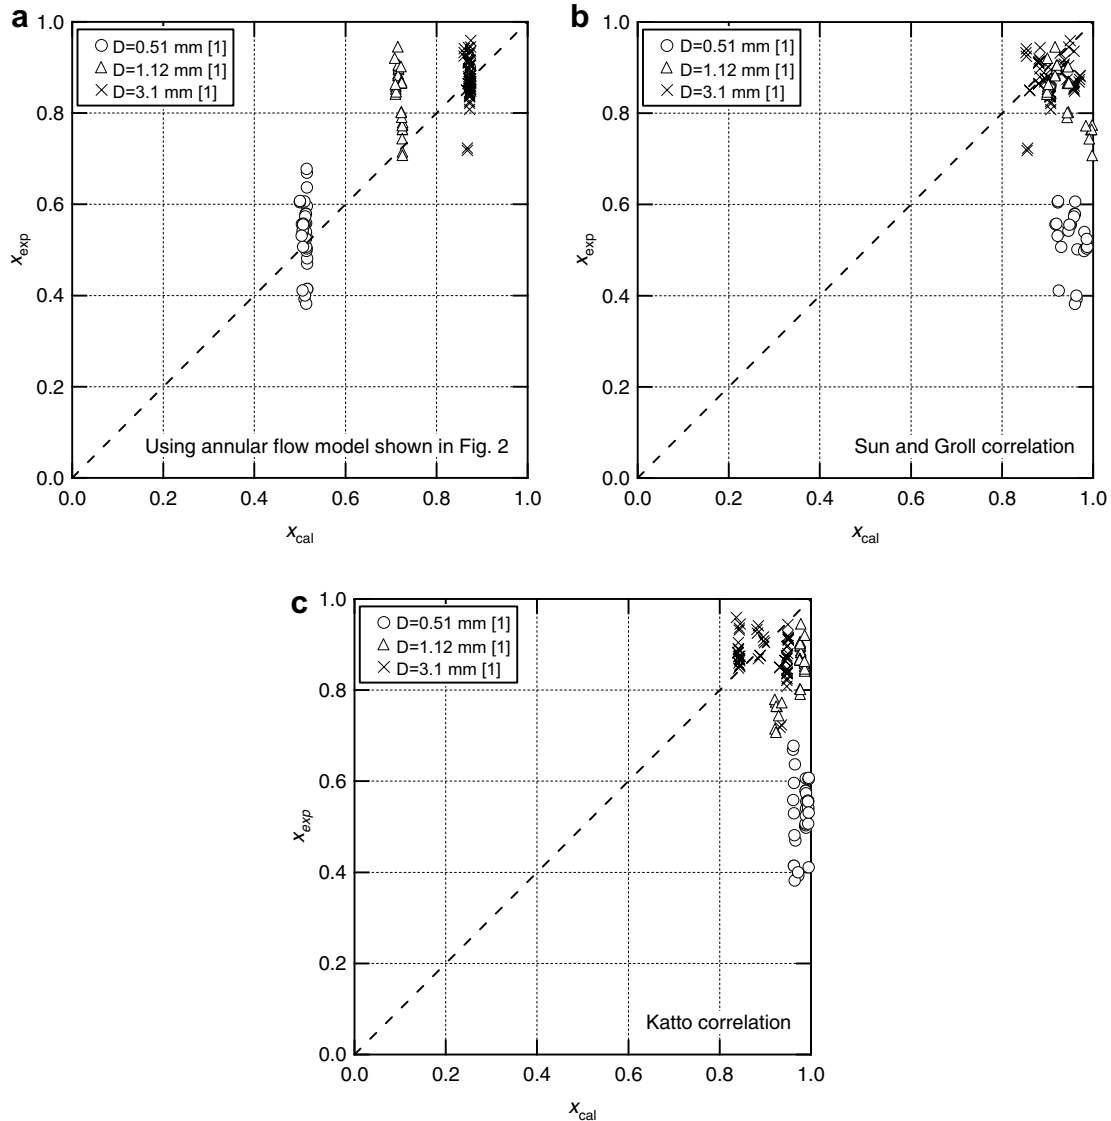 a
1.0
0.8
0.6
0.4
0.2
0.0
x_exp
D=0.51 mm [1]
D=1.12 mm [1]
D=3.1 mm [1]
Using annular flow model shown in Fig. 2
0.0 0.2 0.4 0.6 0.8 1.0
x_cal
b
1.0
0.8
0.6
0.4
0.2
0.0
x_exp
D=0.51 mm [1]
D=1.12 mm [1]
D=3.1 mm [1]
Sun and Groll correlation
0.0 0.2 0.4 0.6 0.8 1.0
x_cal
c
1.0
0.8
0.6
0.4
0.2
0.0
x_exp
D=0.51 mm [1]
D=1.12 mm [1]
D=3.1 mm [1]
Katto correlation
0.0 0.2 0.4 0.6 0.8 1.0
x_cal